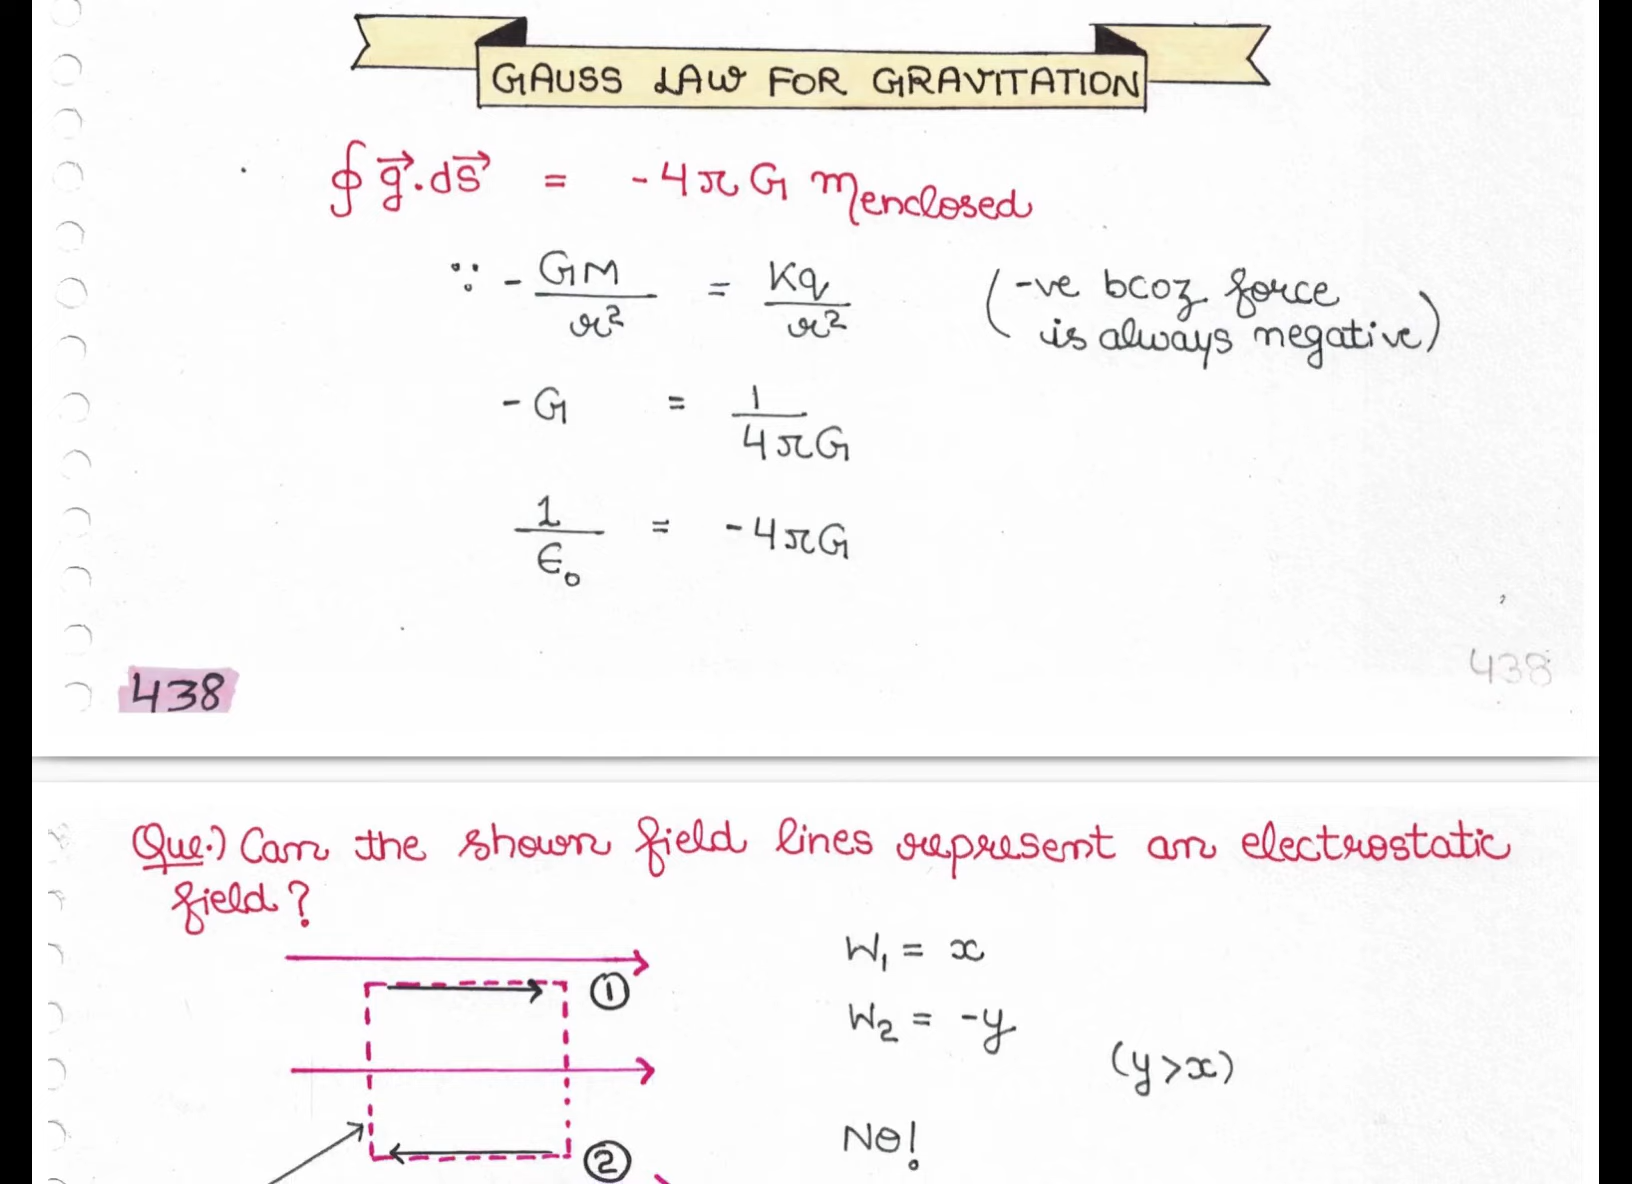 GAUSS LAW FOR GRAVITATION
∮ g⃗.ds⃗ = -4πG m enclosed
∵ - GM/r² = Kq/r² (-ve bcoz force
is always negative)
-G = 1/4πG
1/ϵ₀ = -4πG
438
438
Que.) Can the shown field lines represent an electrostatic
field?
W₁ = x
①
W₂ = -y
(y>x)
NO!
②